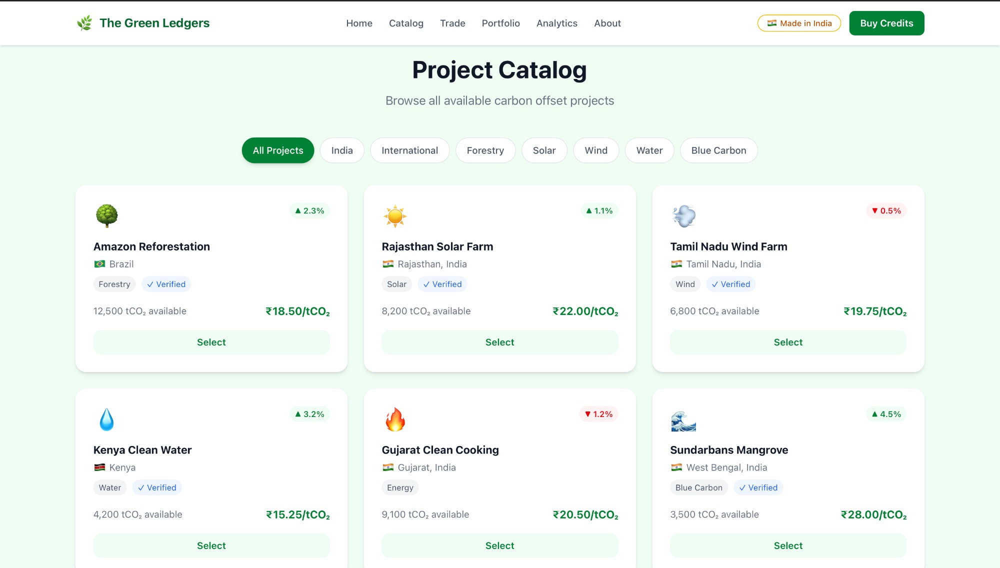 The Green Ledgers
Home Catalog Trade Portfolio Analytics About
Made in India
Buy Credits
Project Catalog
Browse all available carbon offset projects
All Projects India International Forestry Solar Wind Water Blue Carbon
▲ 2.3%
Amazon Reforestation
Brazil
Forestry ✓ Verified
12,500 tCO₂ available ₹18.50/tCO₂
Select
▲ 1.1%
Rajasthan Solar Farm
Rajasthan, India
Solar ✓ Verified
8,200 tCO₂ available ₹22.00/tCO₂
Select
▼ 0.5%
Tamil Nadu Wind Farm
Tamil Nadu, India
Wind ✓ Verified
6,800 tCO₂ available ₹19.75/tCO₂
Select
▲ 3.2%
Kenya Clean Water
Kenya
Water ✓ Verified
4,200 tCO₂ available ₹15.25/tCO₂
Select
▼ 1.2%
Gujarat Clean Cooking
Gujarat, India
Energy
9,100 tCO₂ available ₹20.50/tCO₂
Select
▲ 4.5%
Sundarbans Mangrove
West Bengal, India
Blue Carbon ✓ Verified
3,500 tCO₂ available ₹28.00/tCO₂
Select